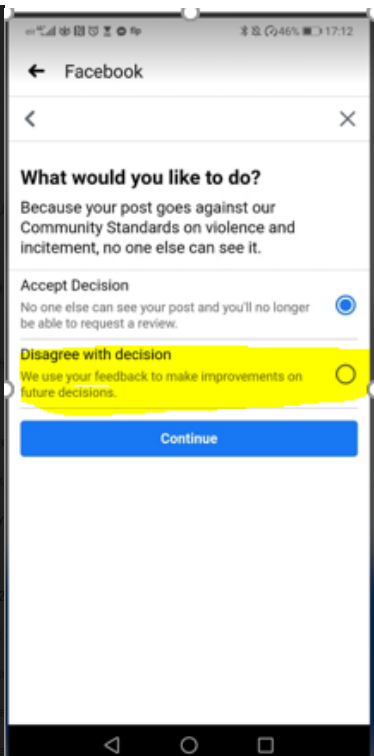 46% 17:12
Facebook
What would you like to do?
Because your post goes against our
Community Standards on violence and
incitement, no one else can see it.
Accept Decision
No one else can see your post and you'll no longer
be able to request a review.
Disagree with decision
We use your feedback to make improvements on
future decisions.
Continue